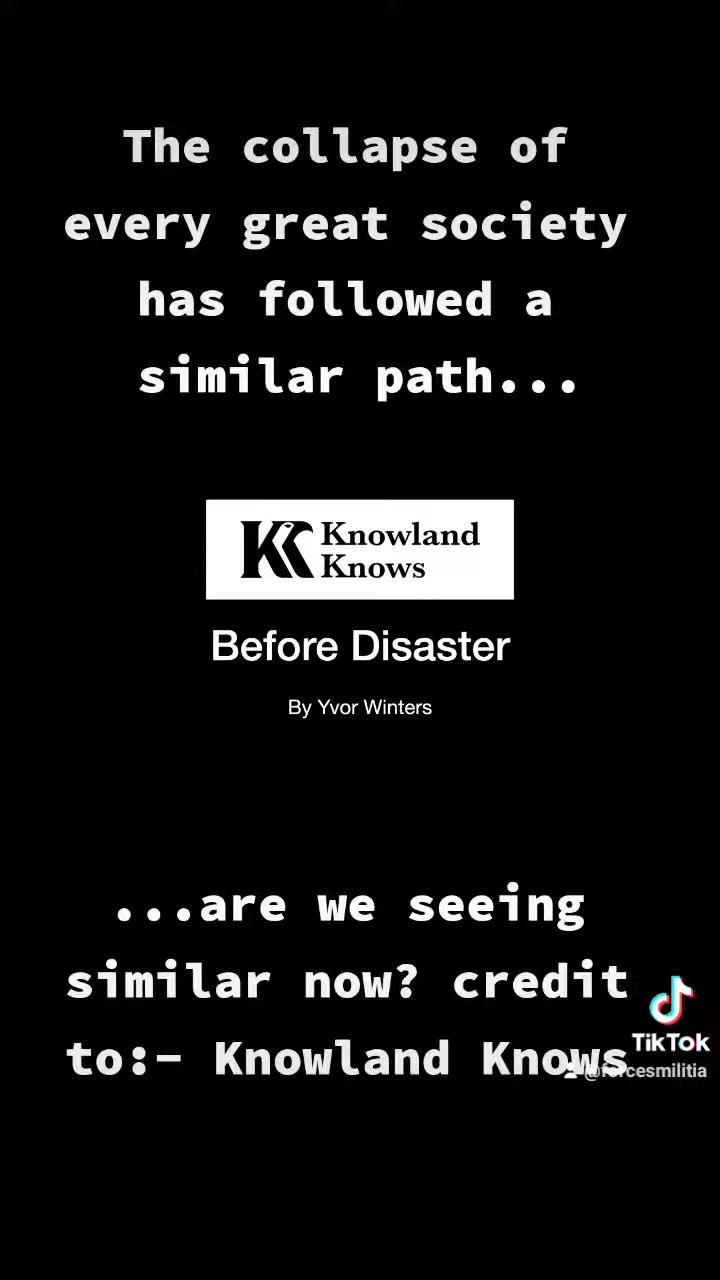 The collapse of
every great society
has followed a
similar path...
Knowland
Knows
Before Disaster
By Yvor Winters
...are we seeing
similar now? credit
to:- Knowland Knows
TikTok
@forcesmilitia